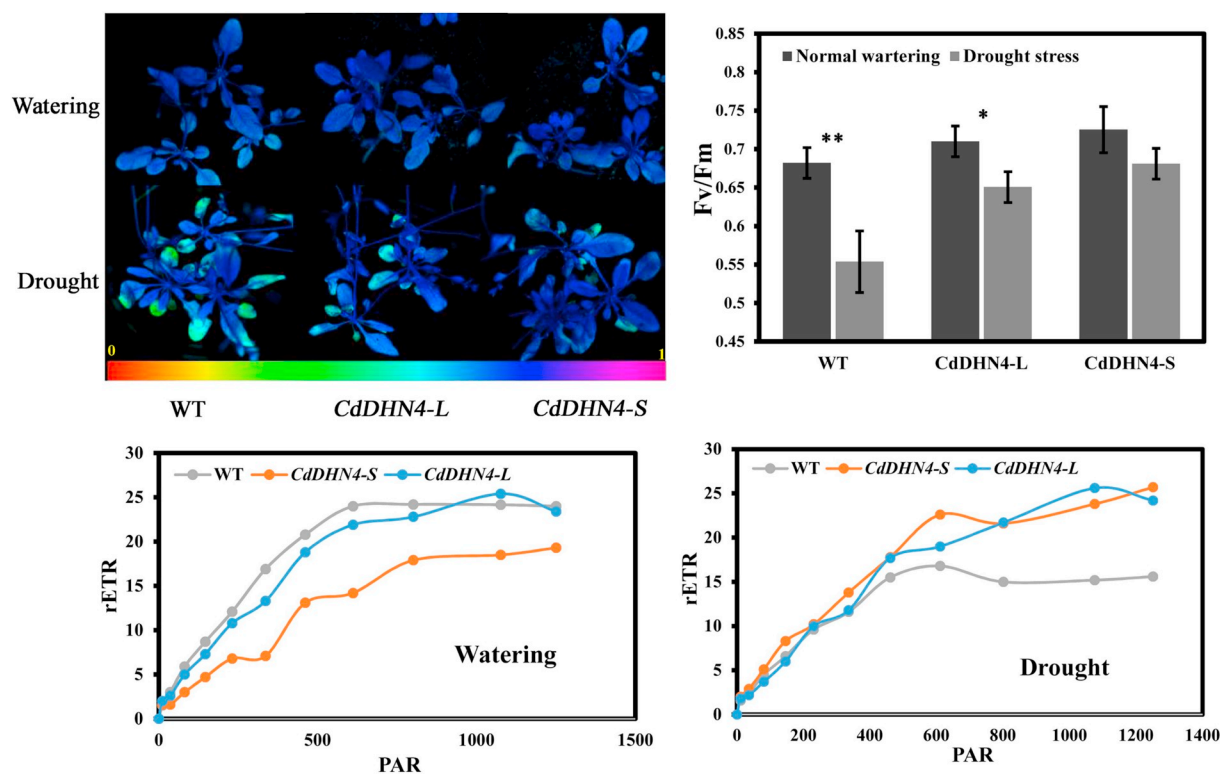 Watering
Drought
0
1
WT
CdDHN4-L
CdDHN4-S
0.85
0.8
0.75
0.7
0.65
0.6
0.55
0.5
0.45
Fv/Fm
Normal wartering
Drought stress
**
*
WT
CdDHN4-L
CdDHN4-S
30
25
20
15
10
5
0
rETR
WT
CdDHN4-S
CdDHN4-L
Watering
0
500
1000
1500
PAR
30
25
20
15
10
5
0
rETR
WT
CdDHN4-S
CdDHN4-L
Drought
0
200
400
600
800
1000
1200
1400
PAR